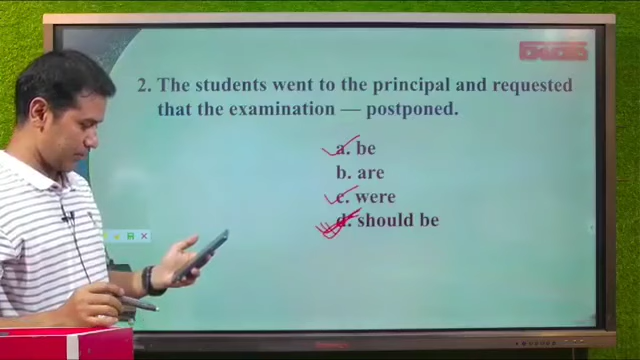 2. The students went to the principal and requested
that the examination — postponed.
a. be
b. are
c. were
d. should be